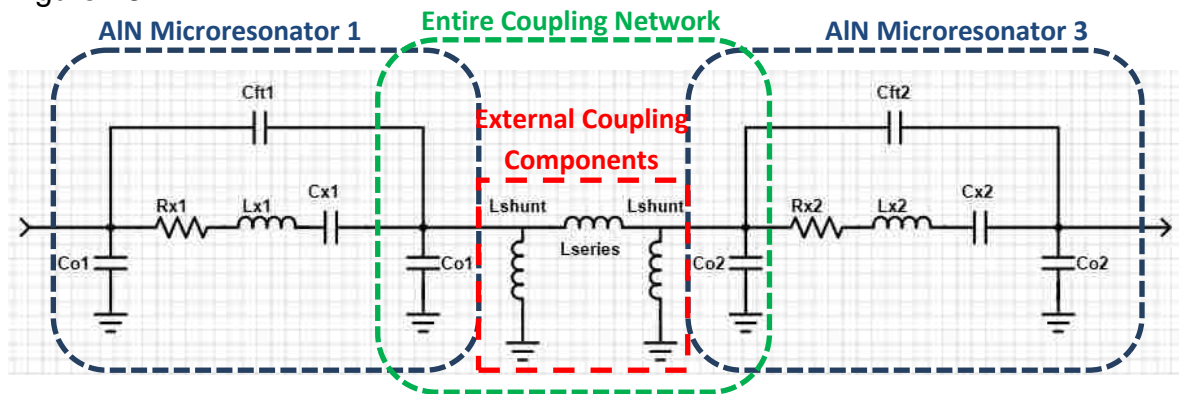 Entire Coupling Network
AlN Microresonator 1
AlN Microresonator 3
Cft1
Cft2
External Coupling
Components
Rx1
Lx1
Cx1
Lshunt
Lshunt
Rx2
Lx2
Cx2
Lseries
Co1
Co1
Co2
Co2